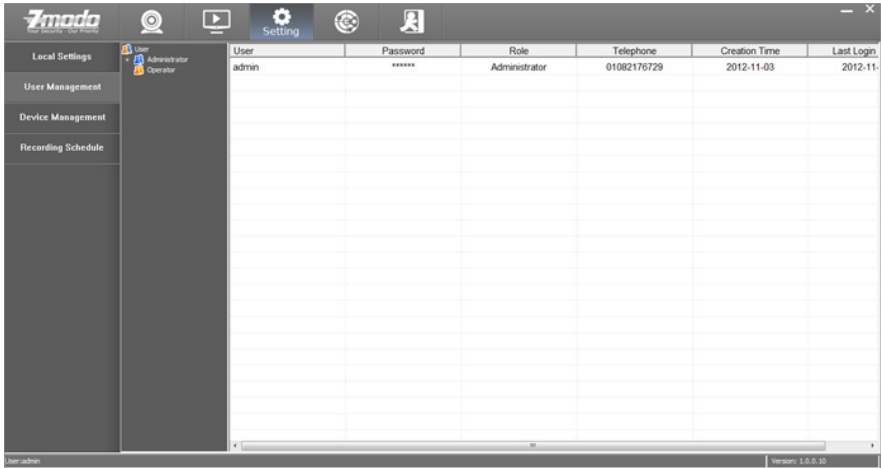 7modo
Your Security · Our Priority
Setting
Local Settings
User Management
Device Management
Recording Schedule
User
Administrator
Operator
User Password Role Telephone Creation Time Last Login
admin ****** Administrator 01082176729 2012-11-03 2012-11-
User:admin
Version: 1.0.0.10